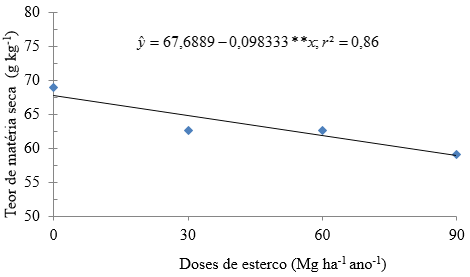 80
ŷ = 67,6889 − 0,098333 **x; r² = 0,86
75
70
65
60
55
50
Teor de matéria seca (g kg⁻¹)
0 30 60 90
Doses de esterco (Mg ha⁻¹ ano⁻¹)